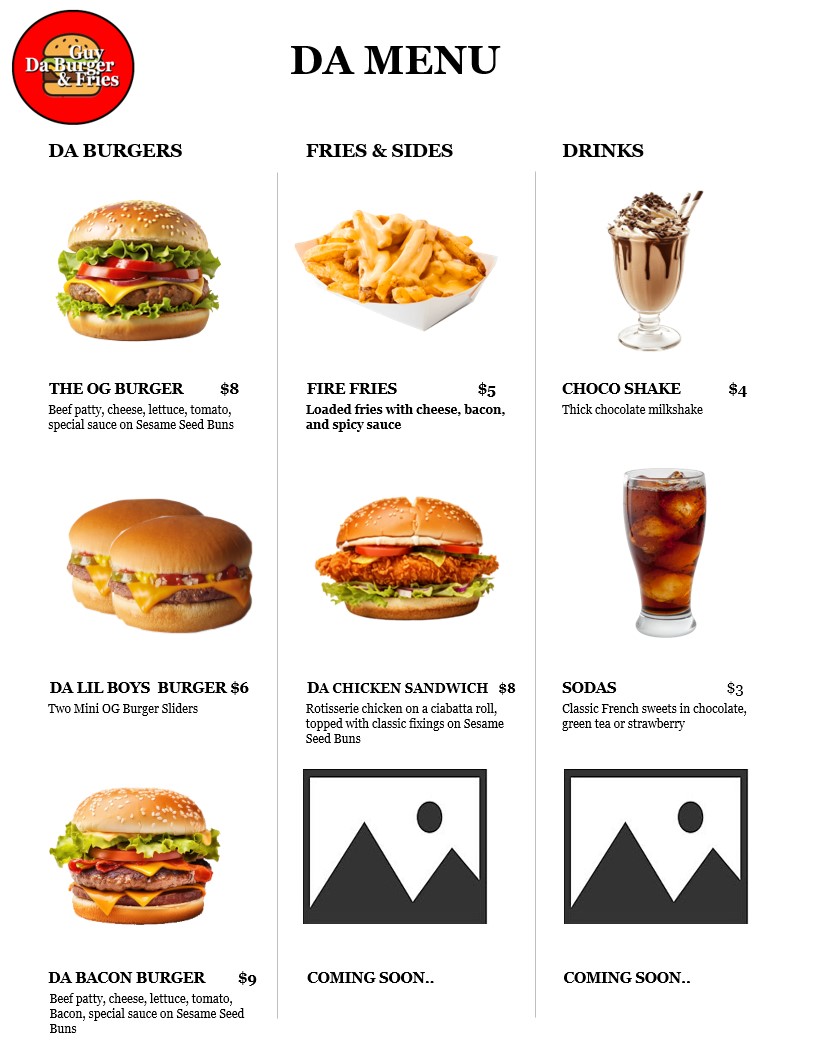 Guy
Da Burger
& Fries
DA MENU
DA BURGERS
FRIES & SIDES
DRINKS
THE OG BURGER $8
Beef patty, cheese, lettuce, tomato,
special sauce on Sesame Seed Buns
FIRE FRIES $5
Loaded fries with cheese, bacon,
and spicy sauce
CHOCO SHAKE $4
Thick chocolate milkshake
DA LIL BOYS  BURGER $6
Two Mini OG Burger Sliders
DA CHICKEN SANDWICH $8
Rotisserie chicken on a ciabatta roll,
topped with classic fixings on Sesame
Seed Buns
SODAS $3
Classic French sweets in chocolate,
green tea or strawberry
DA BACON BURGER $9
Beef patty, cheese, lettuce, tomato,
Bacon, special sauce on Sesame Seed
Buns
COMING SOON..
COMING SOON..